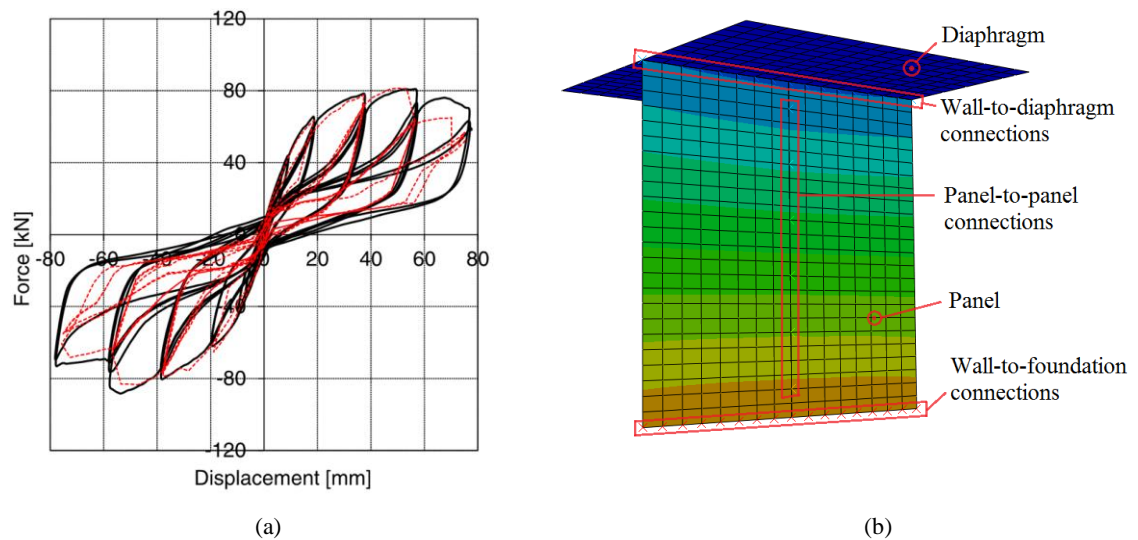 120
80
40
0
-40
-80
-120
-80 -60 -40 -20 0 20 40 60 80
Force [kN]
Displacement [mm]
(a)
Diaphragm
Wall-to-diaphragm
connections
Panel-to-panel
connections
Panel
Wall-to-foundation
connections
(b)